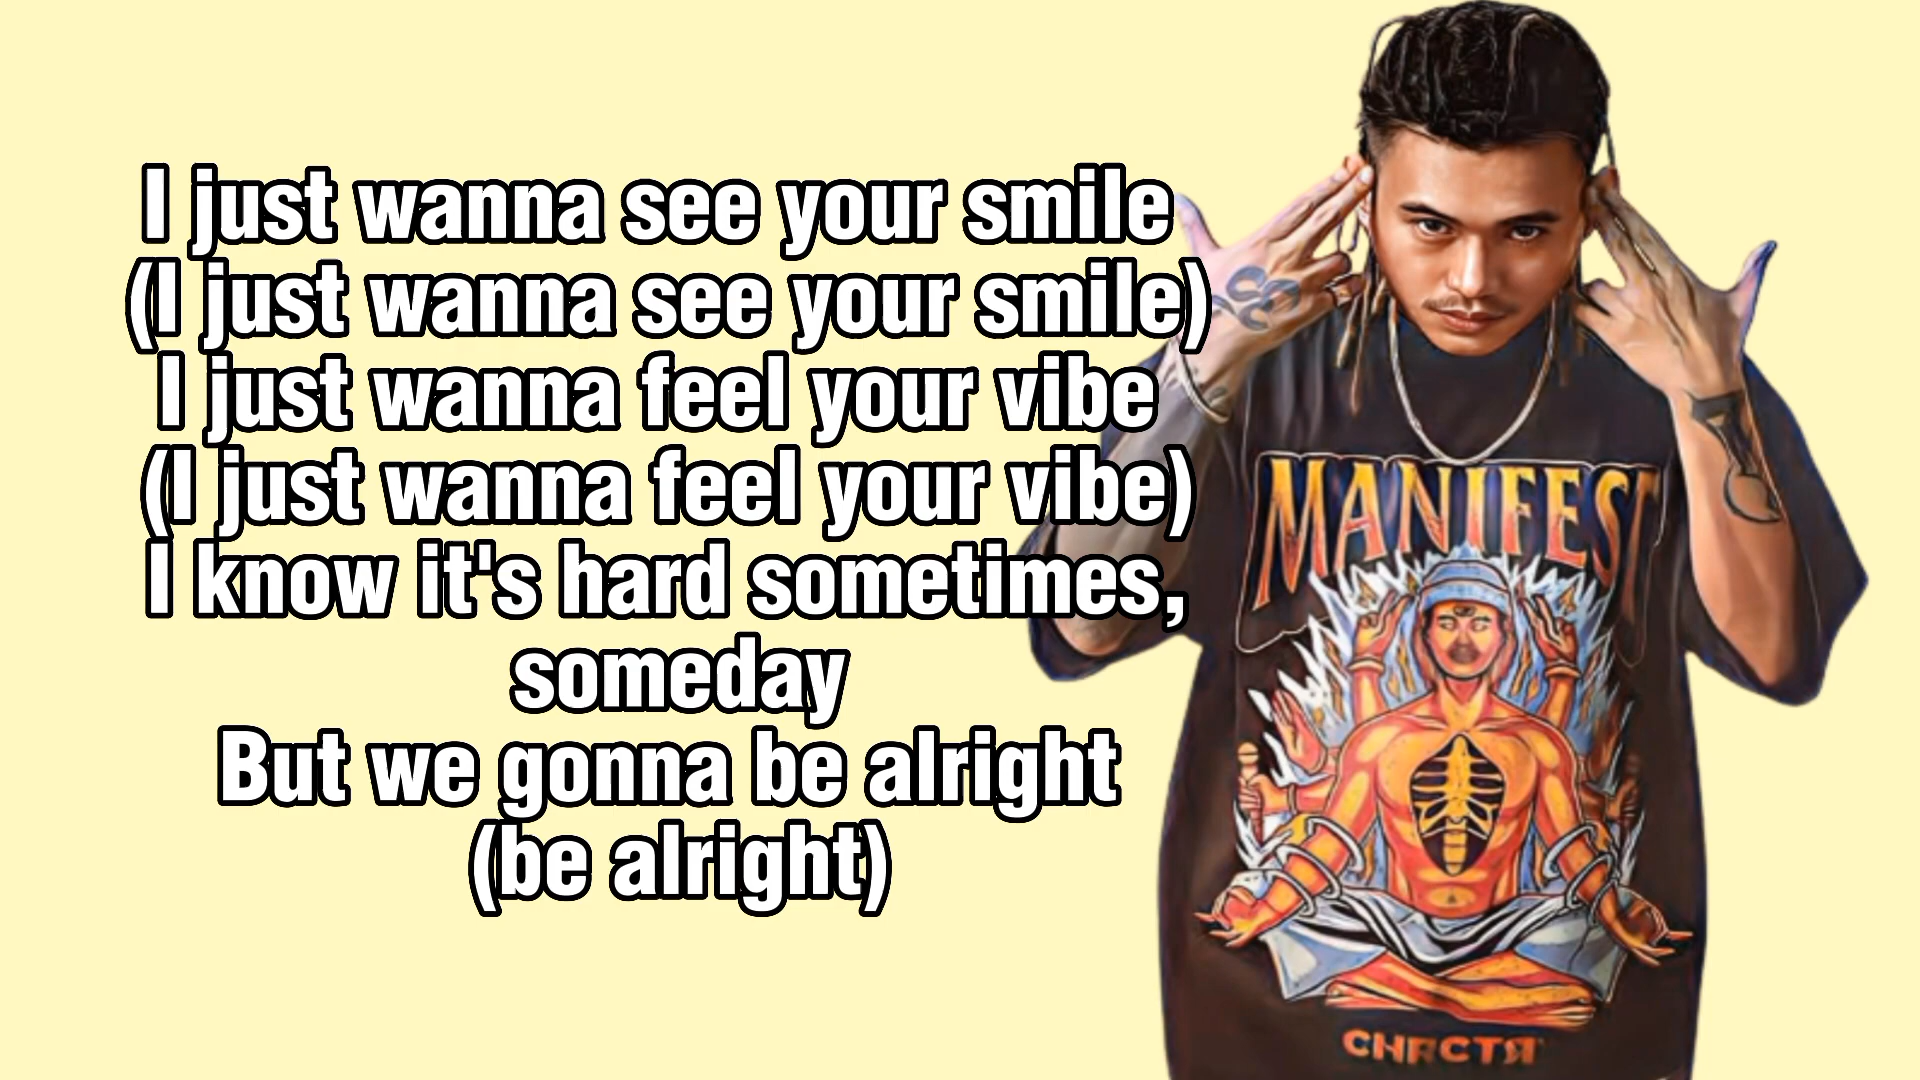 I just wanna see your smile
(I just wanna see your smile)
I just wanna feel your vibe
(I just wanna feel your vibe)
I know it's hard sometimes,
someday
But we gonna be alright
(be alright)
MANIFEST
CHRCTЯ